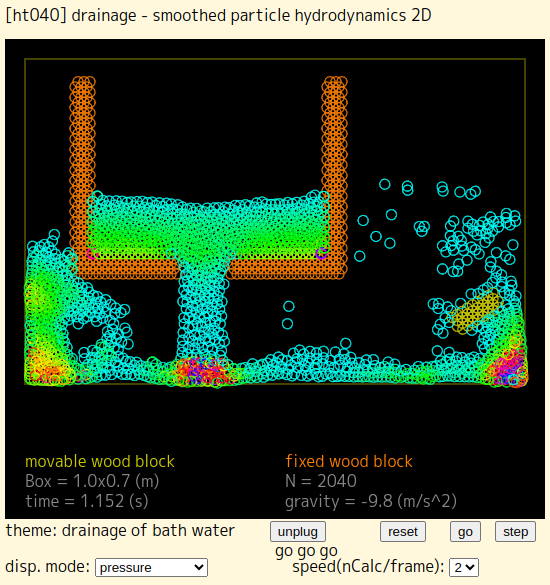 [ht040] drainage - smoothed particle hydrodynamics 2D
movable wood block fixed wood block
Box = 1.0x0.7 (m) N = 2040
time = 1.152 (s) gravity = -9.8 (m/s^2)
theme: drainage of bath water unplug reset go step
go go go
disp. mode: pressure speed(nCalc/frame): 2